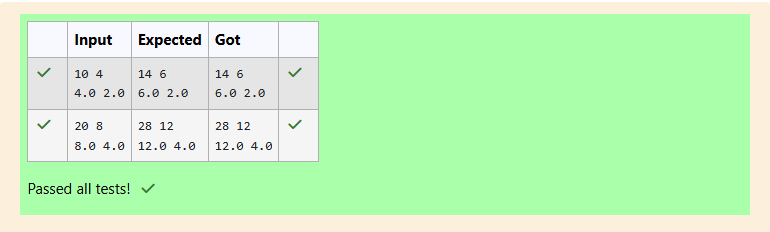 Input Expected Got
10 4 14 6 14 6
4.0 2.0 6.0 2.0 6.0 2.0
20 8 28 12 28 12
8.0 4.0 12.0 4.0 12.0 4.0
Passed all tests!